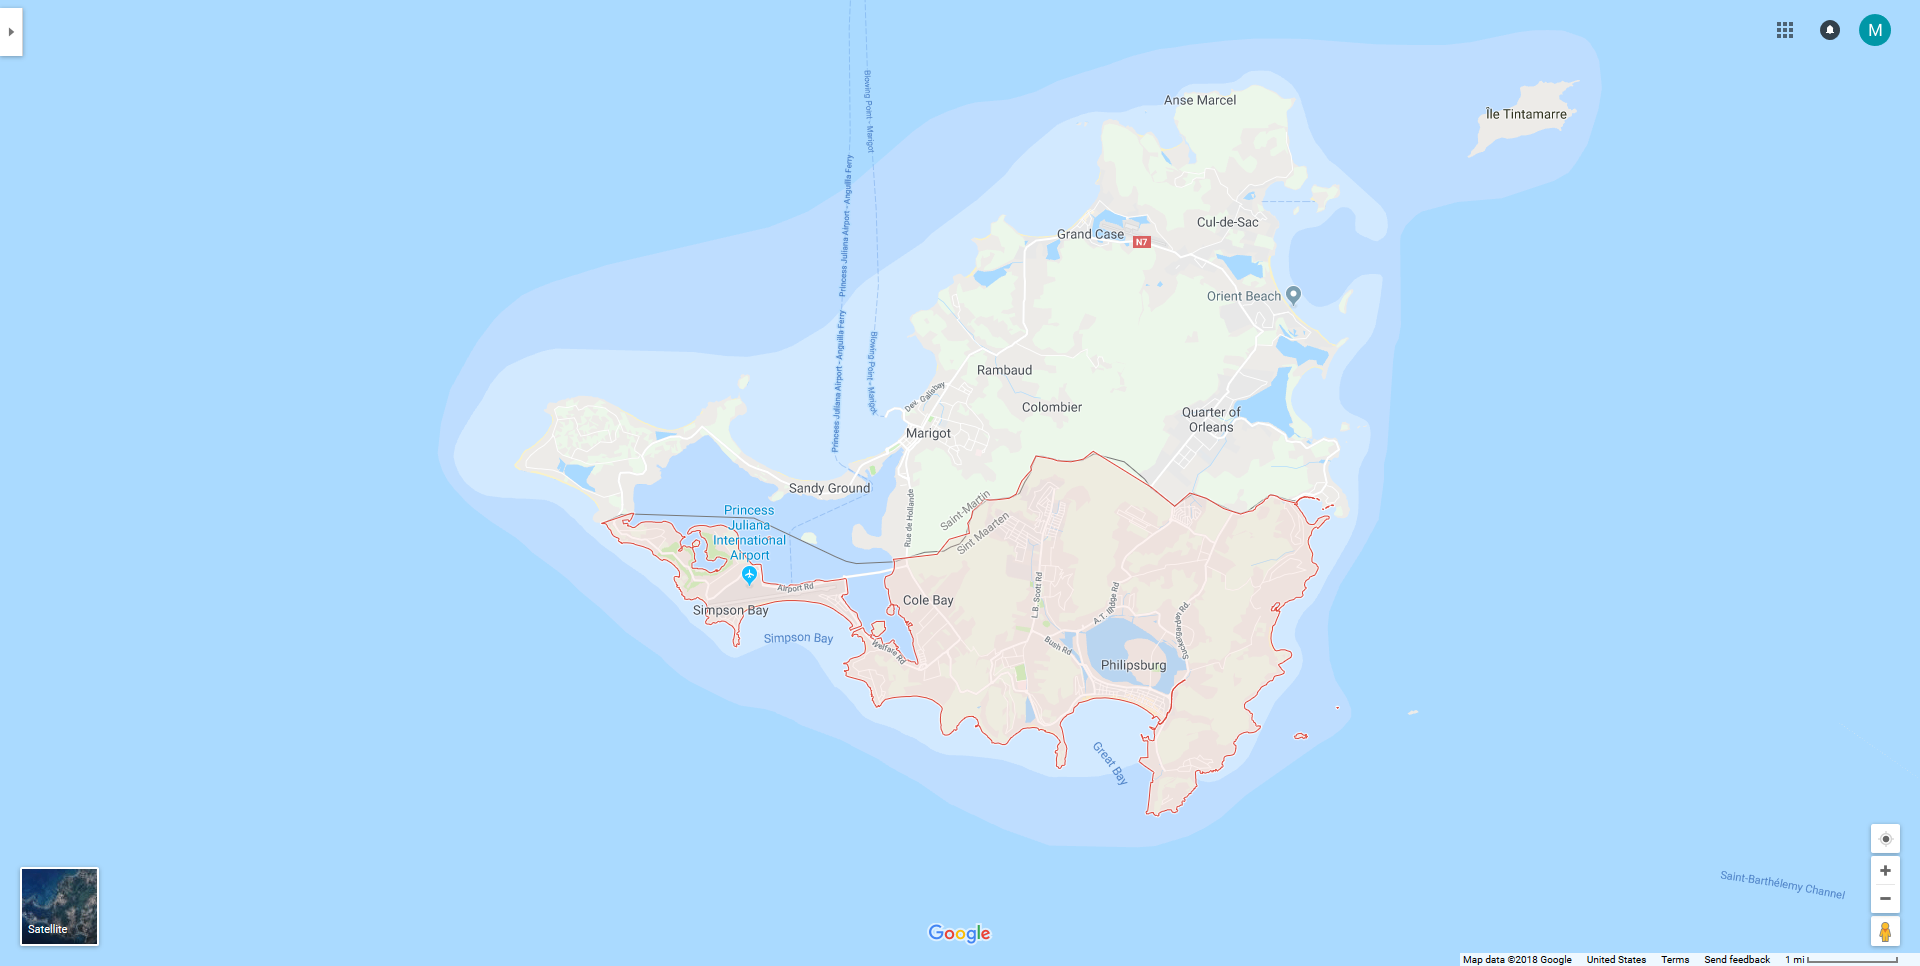 M
Anse Marcel
Île Tintamarre
Blowing Point - Marigot
Princess Juliana Airport - Anguilla Ferry
Cul-de-Sac
Grand Case
N7
Orient Beach
Princess Juliana Airport - Anguilla Ferry
Blowing Point - Marigot
Rambaud
Dev. Galisbay
Colombier
Quarter of
Orleans
Marigot
Sandy Ground
Rue de Hollande
Saint-Martin
Sint Maarten
Princess
Juliana
International
Airport
Airport Rd
Simpson Bay
Cole Bay
L.B. Scott Rd
A.T. Illidge Rd
Suckergarden Rd.
Simpson Bay
Welfare Rd
Bush Rd
Philipsburg
Great Bay
Saint-Barthélemy Channel
Satellite
Google
Map data ©2018 Google United States Terms Send feedback 1 mi